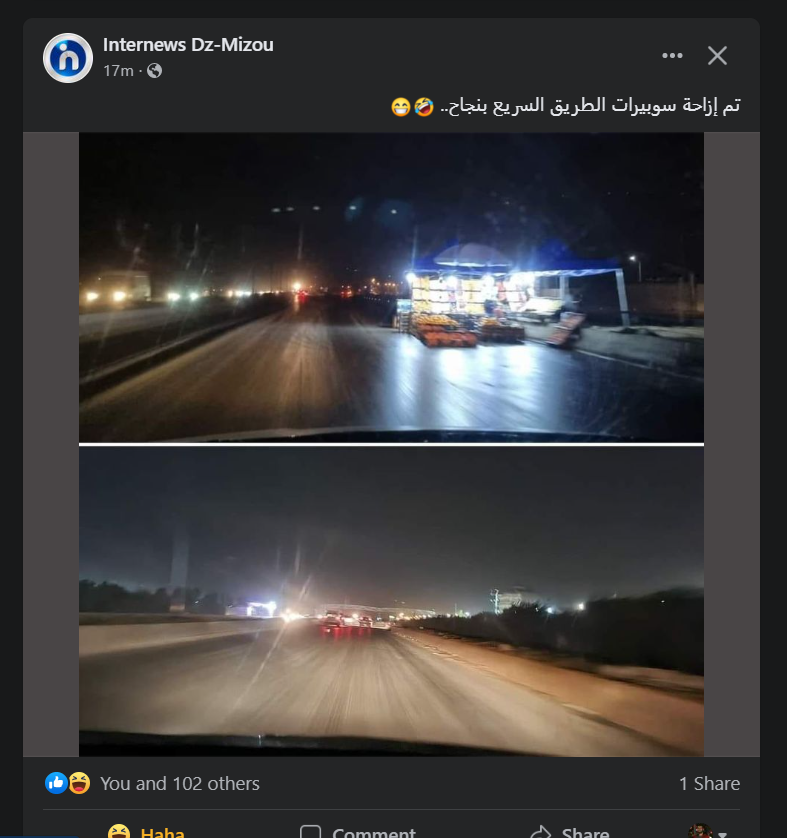 Internews Dz-Mizou
17m ·
تم إزاحة سوبيرات الطريق السريع بنجاح.. 🤣😁
You and 102 others
1 Share
Haha
Comment
Share